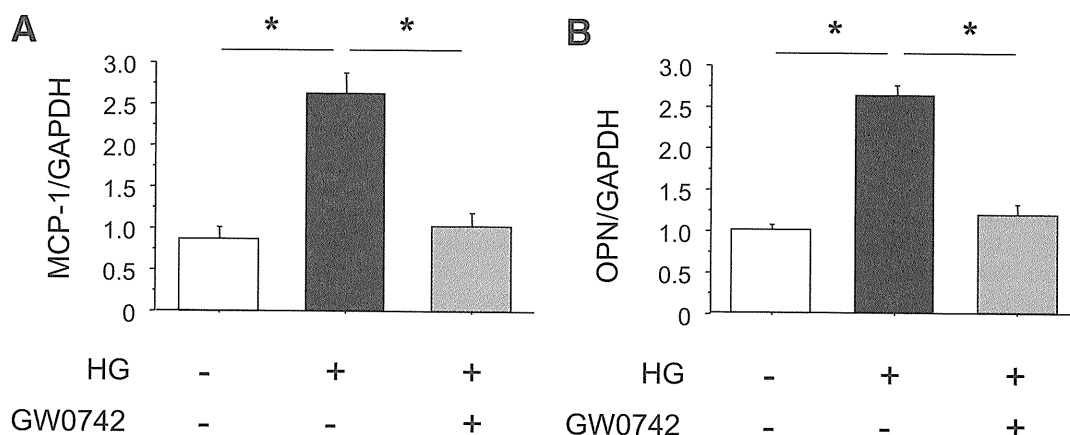 A
* *
MCP-1/GAPDH
3.0
2.5
2.0
1.5
1.0
0.5
0
HG - + +
GW0742 - - +
B
* *
OPN/GAPDH
3.0
2.5
2.0
1.5
1.0
0.5
0
HG - + +
GW0742 - - +